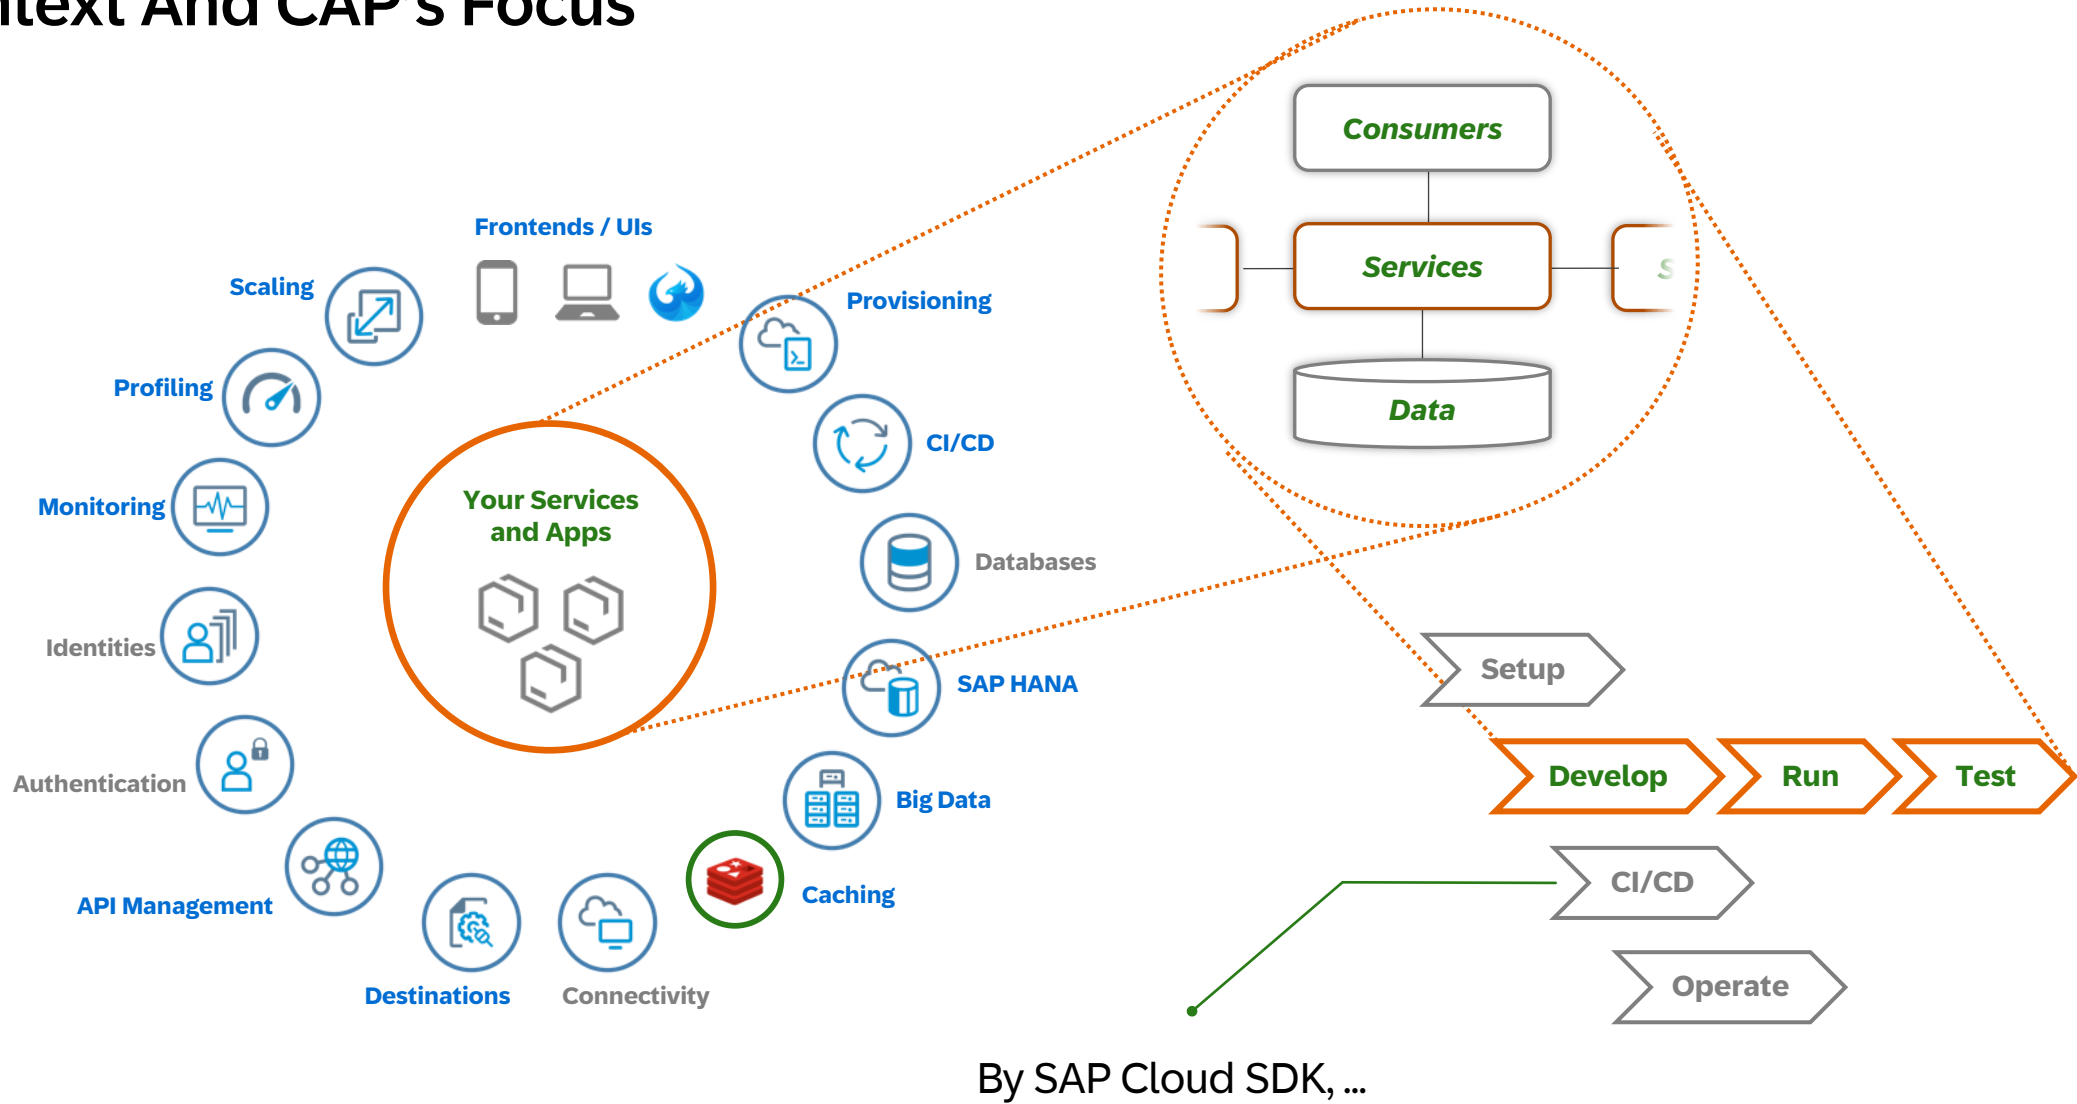 And CAP's Focus
Consumers
Services
Data
Frontends / UIs
Scaling
Profiling
Monitoring
Identities
Authentication
API Management
Destinations
Connectivity
Caching
Big Data
SAP HANA
Databases
CI/CD
Provisioning
Your Services
and Apps
Setup
Develop
Run
Test
CI/CD
Operate
By SAP Cloud SDK, ...